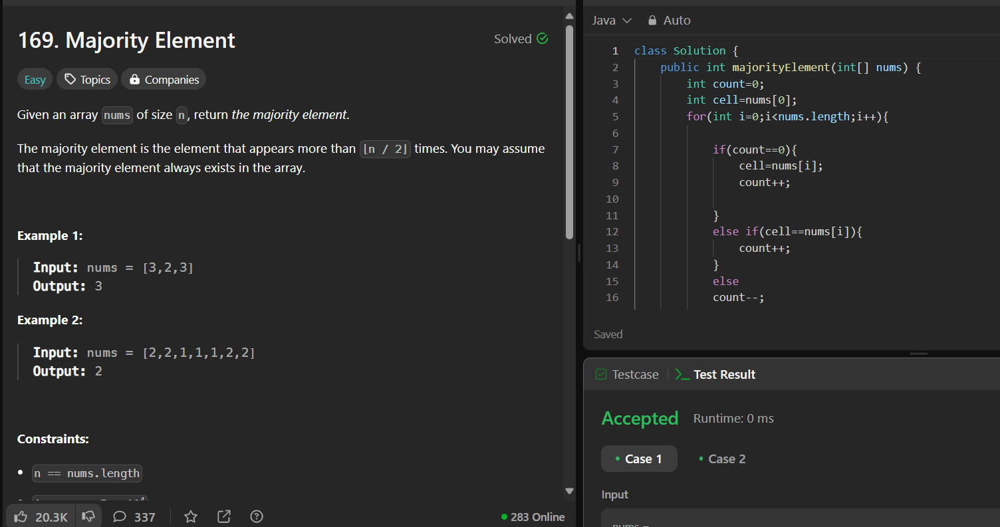 169. Majority Element
Solved
Easy
Topics
Companies
Given an array nums of size n, return the majority element.
The majority element is the element that appears more than ⌊n / 2⌋ times. You may assume
that the majority element always exists in the array.
Example 1:
Input: nums = [3,2,3]
Output: 3
Example 2:
Input: nums = [2,2,1,1,1,2,2]
Output: 2
Constraints:
n == nums.length
20.3K
337
283 Online
Java
Auto
1 class Solution {
2     public int majorityElement(int[] nums) {
3         int count=0;
4         int cell=nums[0];
5         for(int i=0;i<nums.length;i++){
6
7             if(count==0){
8                 cell=nums[i];
9                 count++;
10
11             }
12             else if(cell==nums[i]){
13                 count++;
14             }
15             else
16             count--;
Saved
Testcase
Test Result
Accepted
Runtime: 0 ms
Case 1
Case 2
Input